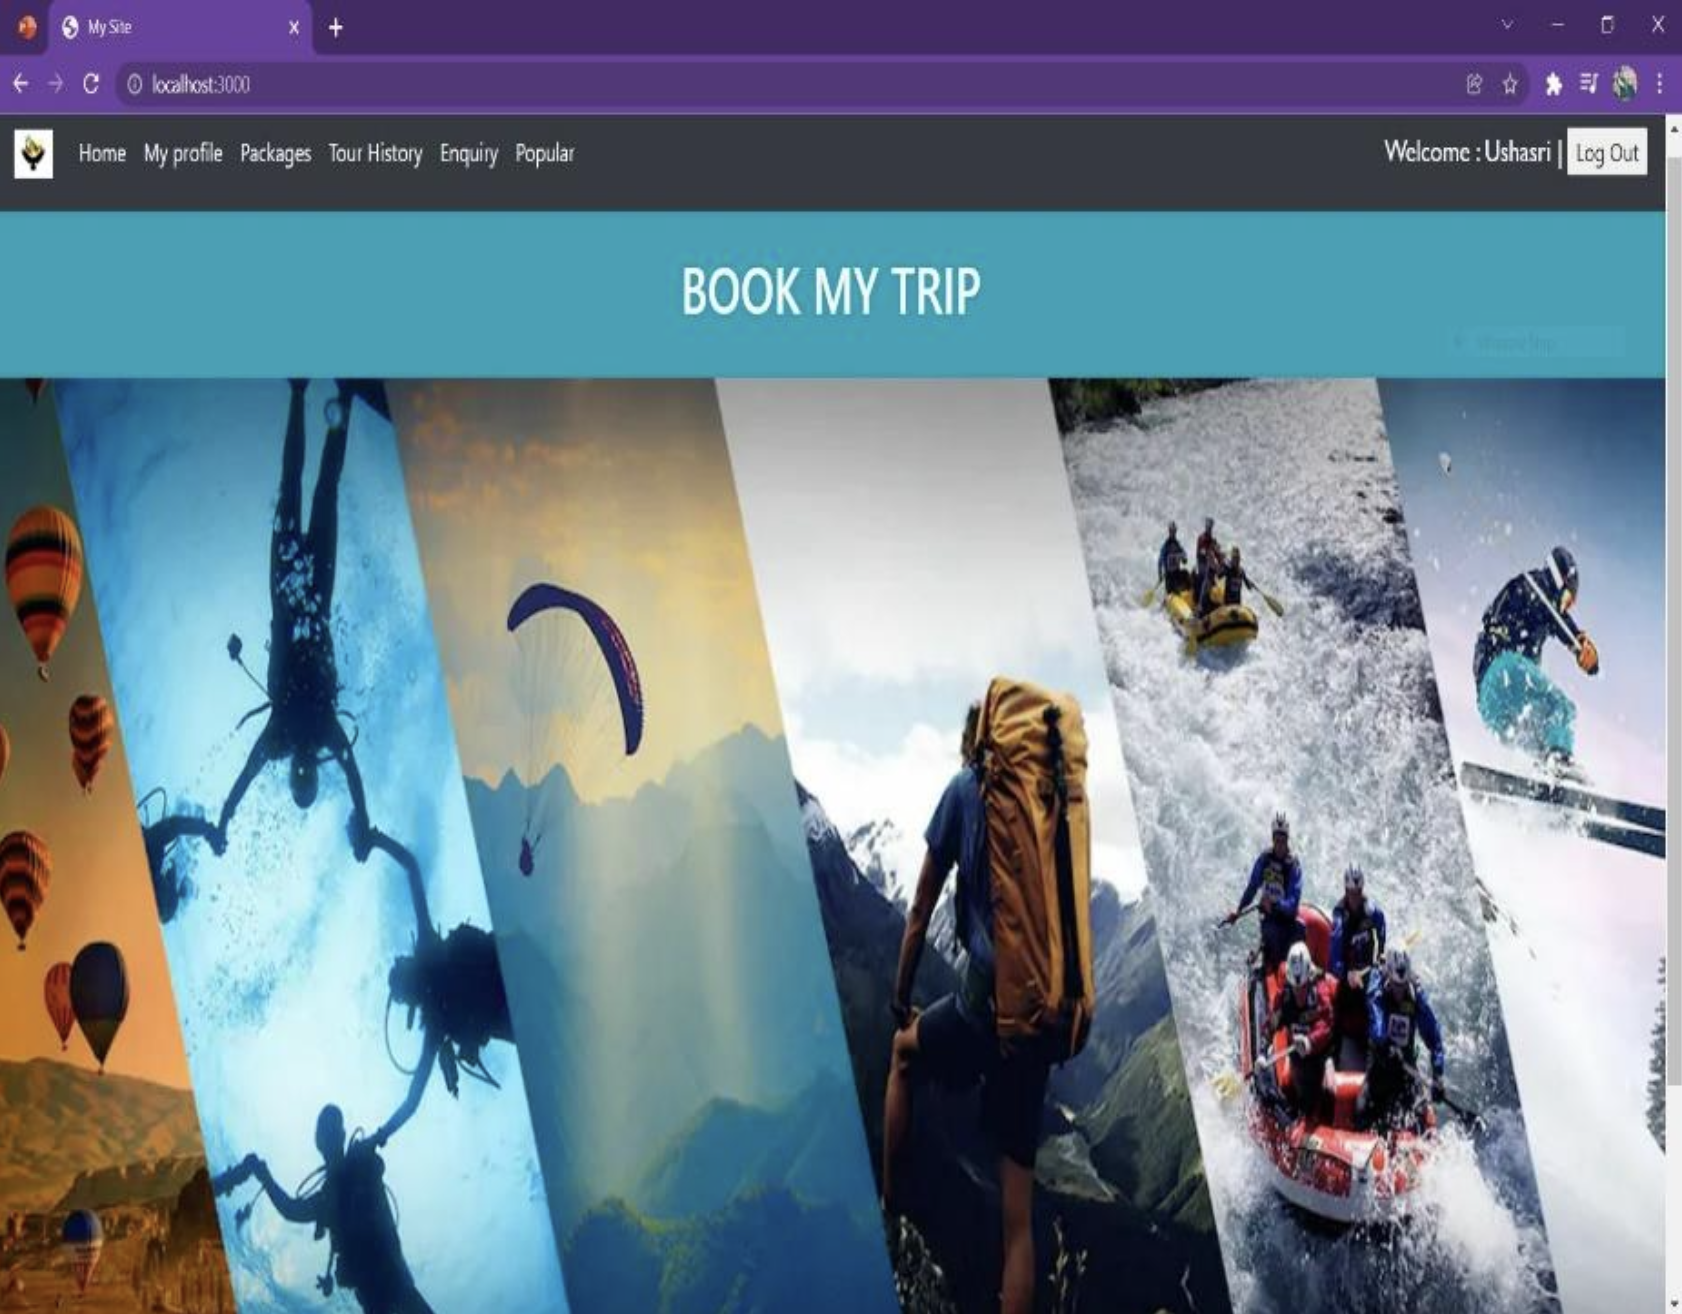 My Site
localhost:3000
Home My profile Packages Tour History Enquiry Popular
Welcome : Ushasri | Log Out
BOOK MY TRIP